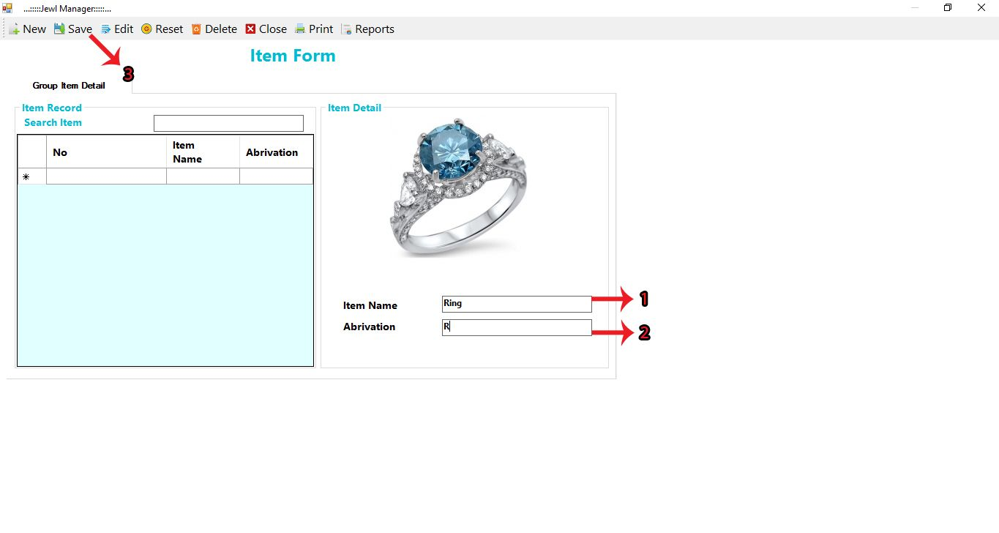 ...:::::Jewl Manager:::::...
New Save Edit Reset Delete Close Print Reports
Item Form
3
Group Item Detail
Item Record
Search Item
No Item Name Abrivation
*
Item Detail
Item Name Ring 1
Abrivation R 2